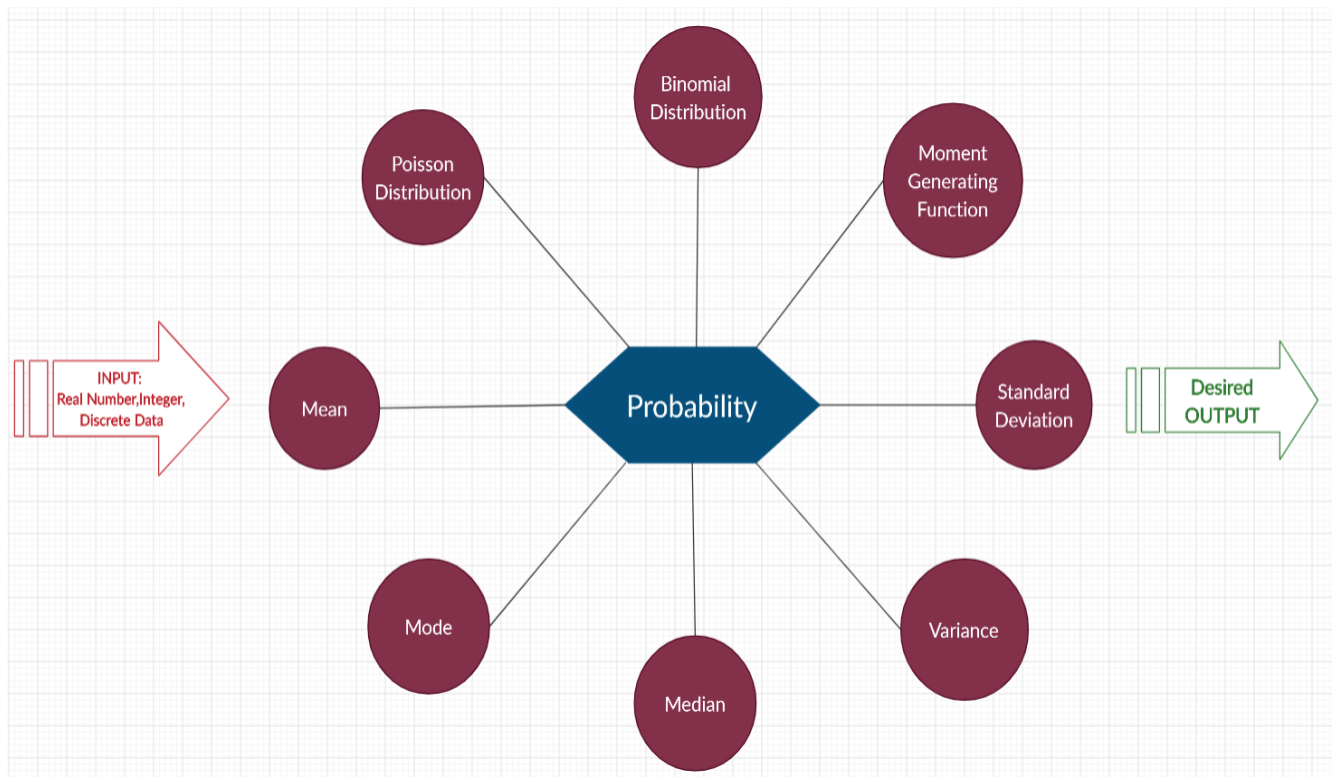 Binomial
Distribution
Poisson
Distribution
Moment
Generating
Function
INPUT:
Real Number,Integer,
Discrete Data
Mean
Probability
Standard
Deviation
Desired
OUTPUT
Mode
Variance
Median